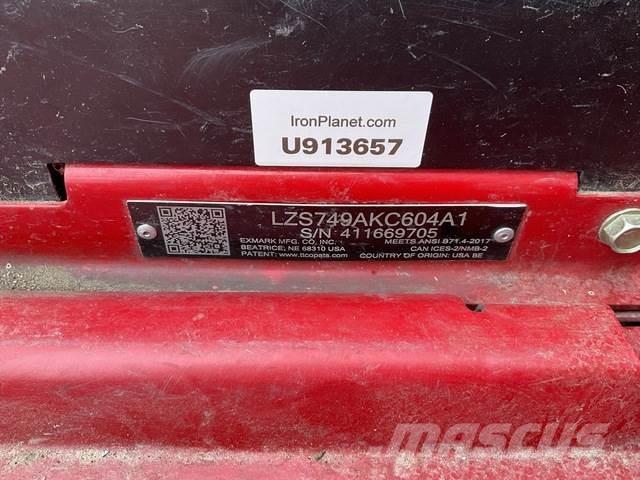 IronPlanet.com
U913657
LZS749AKC604A1
S/N 411669705
EXMARK MFG. CO. INC.
BEATRICE, NE 68310 USA
PATENT: www.ttcopats.com
MEETS ANSI B71.4-2017
CAN ICES-2/NMB-2
COUNTRY OF ORIGIN: USA BE
MASCUS